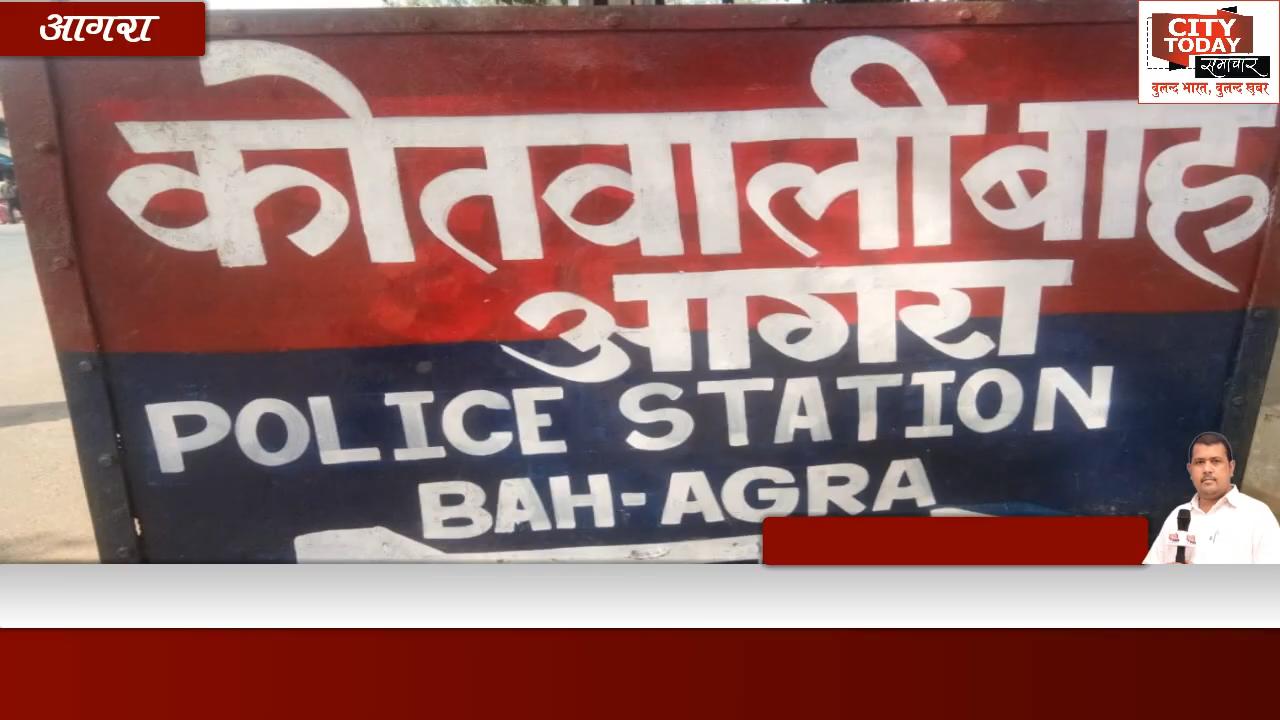 आगरा
CITY
TODAY
समाचार
बुलन्द भारत, बुलन्द खबर
कोतवाली बाह
आगरा
POLICE STATION
BAH-AGRA